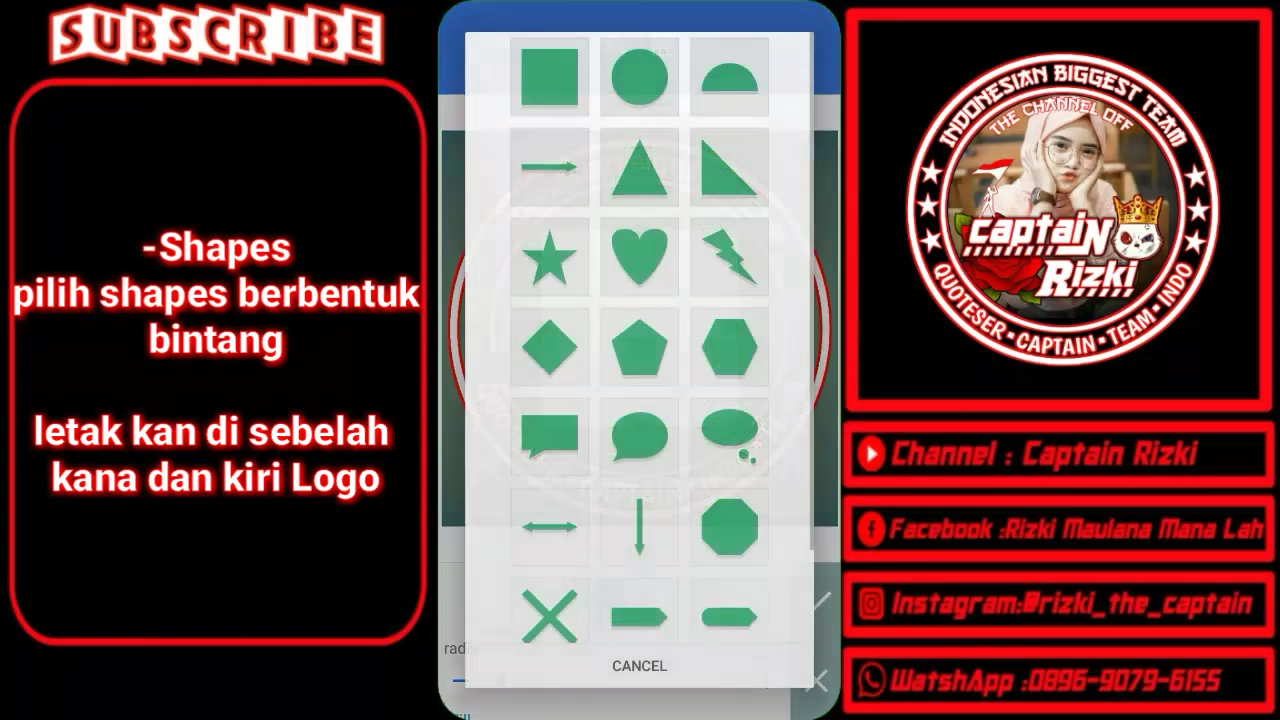 SUBSCRIBE
-Shapes
pilih shapes berbentuk
bintang
letak kan di sebelah
kana dan kiri Logo
CANCEL
INDONESIAN BIGGEST TEAM
THE CHANNEL OFF
captain
Rizki
QUOTESER • CAPTAIN • TEAM • INDO
Channel : Captain Rizki
Facebook :Rizki Maulana Mana Lah
Instagram:@rizki_the_captain
WatshApp :0896-9079-6155